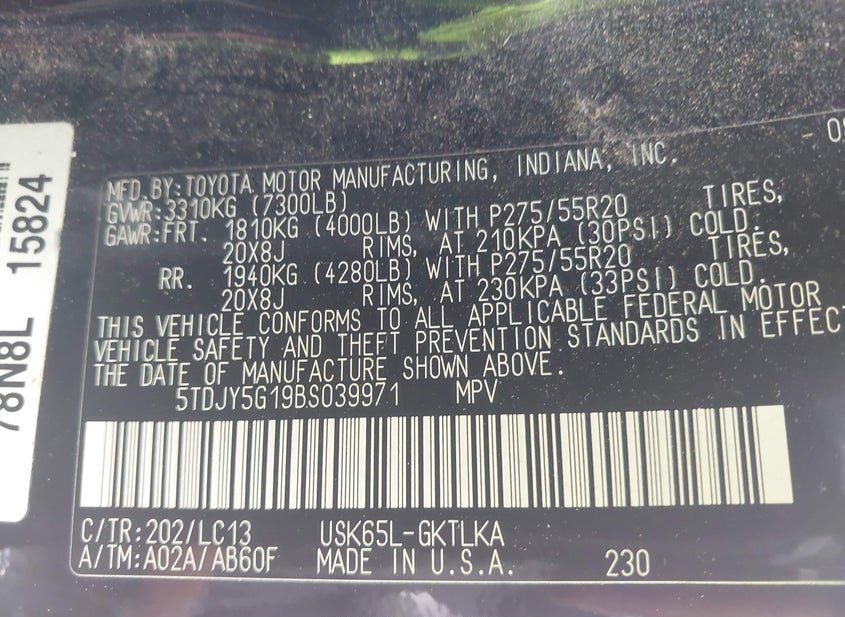 09
MFD. BY: TOYOTA MOTOR MANUFACTURING, INDIANA, INC.
GVWR: 3310KG (7300LB)
GAWR: FRT. 1810KG (4000LB) WITH P275/55R20 TIRES,
20X8J RIMS, AT 210KPA (30PSI) COLD.
RR. 1940KG (4280LB) WITH P275/55R20 TIRES,
20X8J RIMS, AT 230KPA (33PSI) COLD.
THIS VEHICLE CONFORMS TO ALL APPLICABLE FEDERAL MOTOR
VEHICLE SAFETY AND THEFT PREVENTION STANDARDS IN EFFECT
THE DATE OF MANUFACTURE SHOWN ABOVE.
5TDJY5G19BS039971 MPV
C/TR: 202/LC13 USK65L-GKTLKA
A/TM: A02A/AB60F MADE IN U.S.A. 230
78N8L 15824